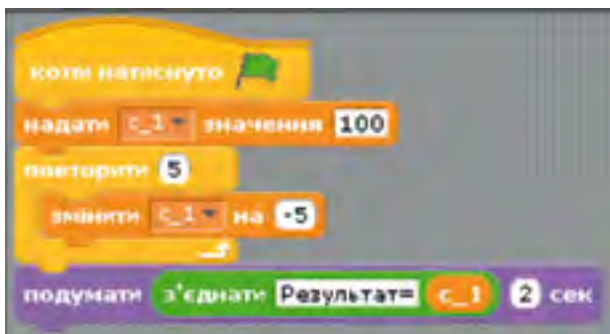 коли натиснуто
надати c_1 значення 100
повторити 5
змінити c_1 на -5
подумати з'єднати Результат= c_1 2 сек